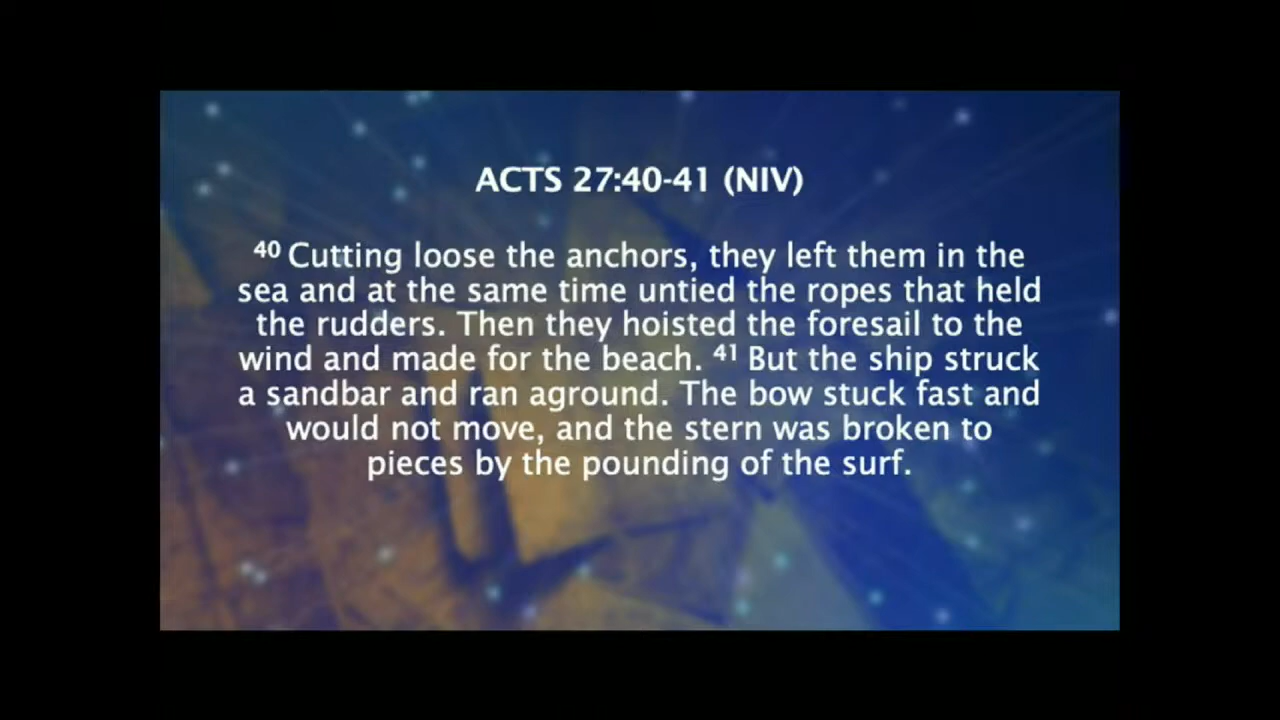 ACTS 27:40-41 (NIV)
40 Cutting loose the anchors, they left them in the
sea and at the same time untied the ropes that held
the rudders. Then they hoisted the foresail to the
wind and made for the beach. 41 But the ship struck
a sandbar and ran aground. The bow stuck fast and
would not move, and the stern was broken to
pieces by the pounding of the surf.